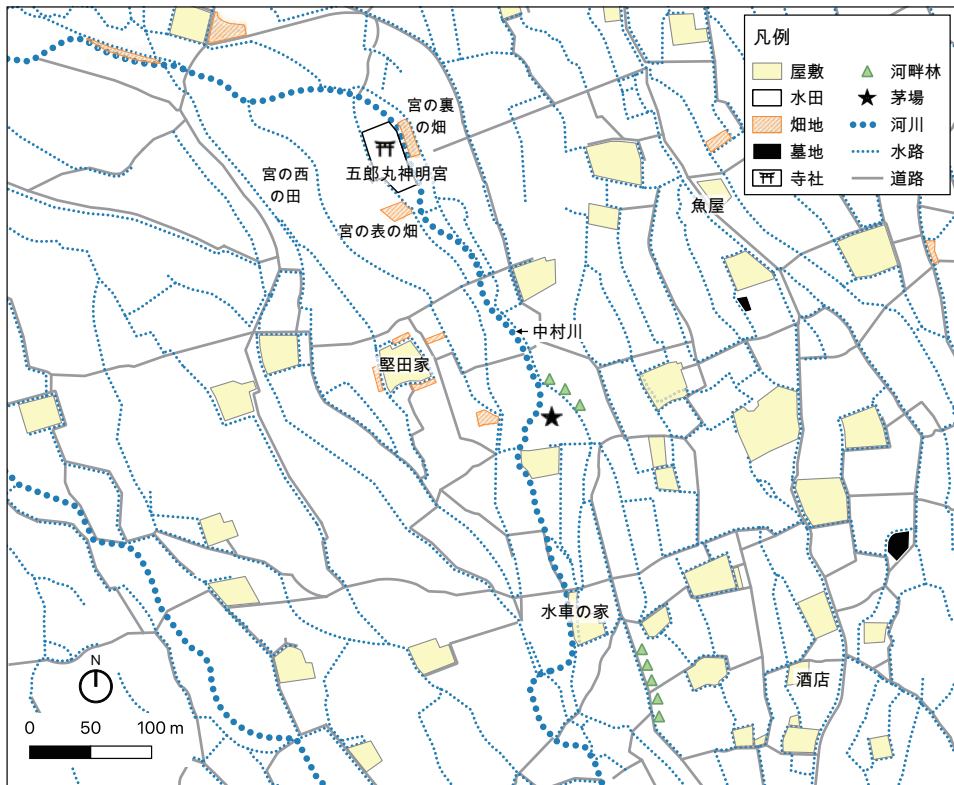 凡例
屋敷
水田
畑地
墓地
寺社
河畔林
茅場
河川
水路
道路
宮の裏
の畑
宮の西
の田
五郎丸神明宮
宮の表の畑
魚屋
中村川
堅田家
水車の家
酒店
N
0 50 100 m